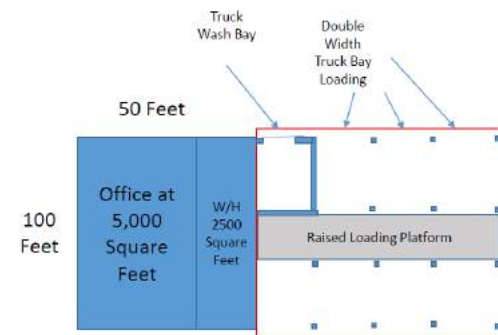 Truck
Wash Bay
Double
Width
Truck Bay
Loading
50 Feet
100
Feet
Office at
5,000
Square
Feet
W/H
2500
Square
Feet
Raised Loading Platform